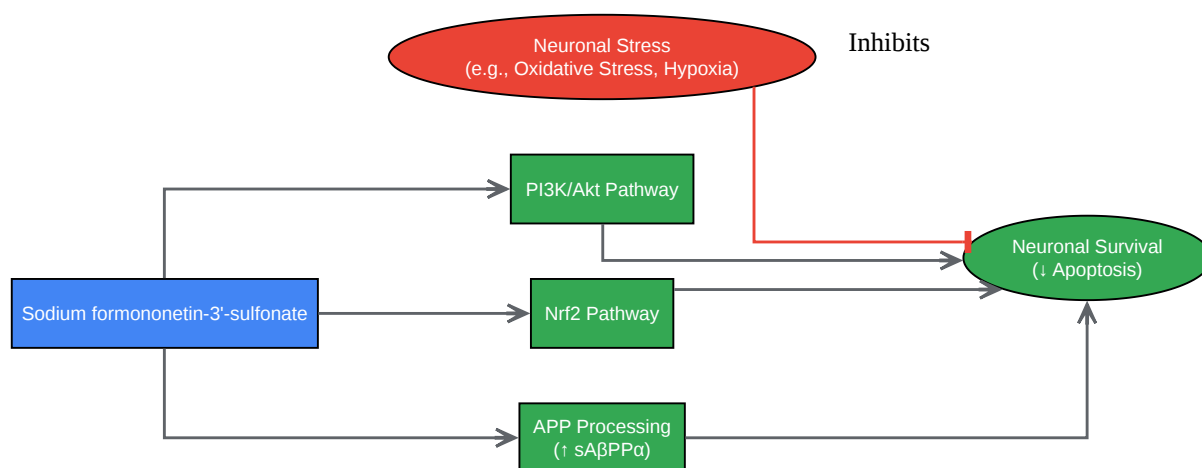 Neuronal Stress
(e.g., Oxidative Stress, Hypoxia)
Inhibits
PI3K/Akt Pathway
Neuronal Survival
(↓ Apoptosis)
Sodium formononetin-3'-sulfonate
Nrf2 Pathway
APP Processing
(↑ sAβPPα)